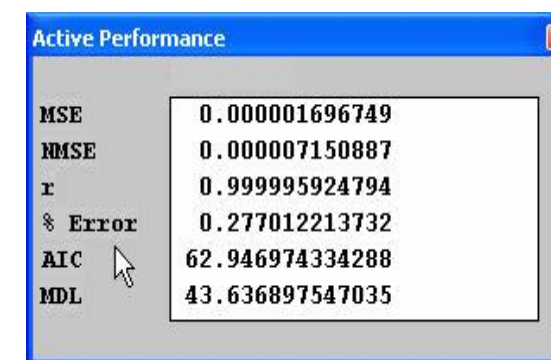 Active Performance
MSE 0.000001696749
NMSE 0.000007150887
r 0.999995924794
% Error 0.277012213732
AIC 62.946974334288
MDL 43.636897547035